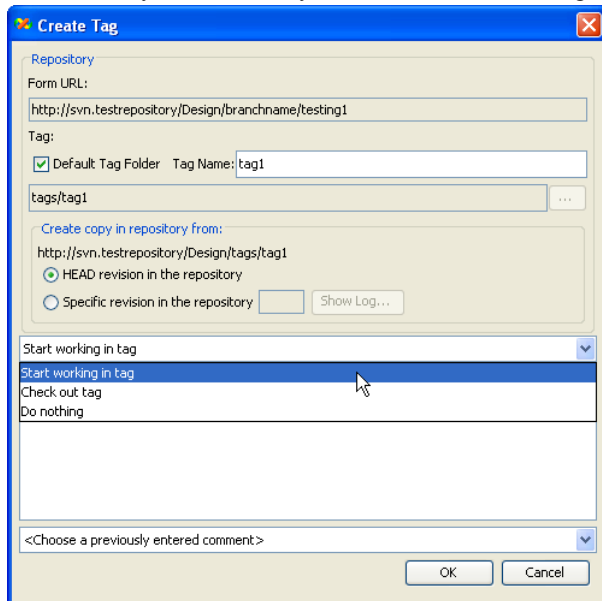 Create Tag
Repository
Form URL:
http://svn.testrepository/Design/branchname/testing1
Tag:
Default Tag Folder Tag Name: tag1
tags/tag1 ...
Create copy in repository from:
http://svn.testrepository/Design/tags/tag1
HEAD revision in the repository
Specific revision in the repository Show Log...
Start working in tag
Start working in tag
Check out tag
Do nothing
<Choose a previously entered comment>
OK Cancel